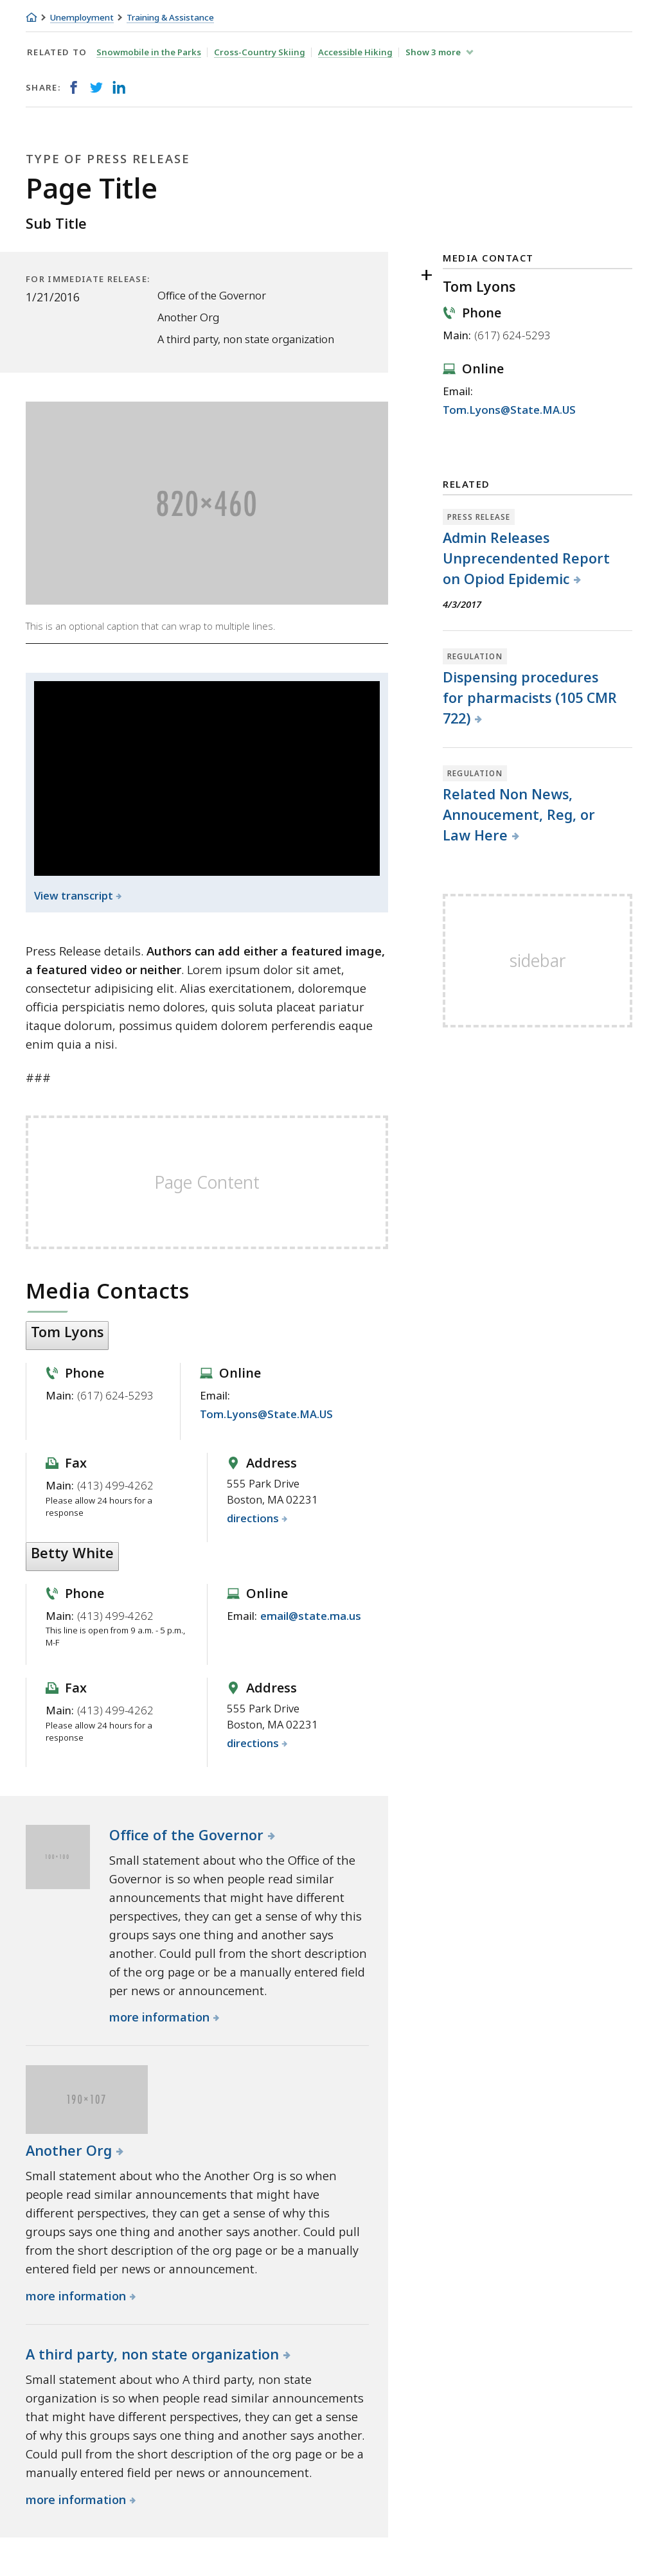 Unemployment Training & Assistance
RELATED TO Snowmobile in the Parks Cross-Country Skiing Accessible Hiking Show 3 more
SHARE:
TYPE OF PRESS RELEASE
Page Title
Sub Title
FOR IMMEDIATE RELEASE:
1/21/2016
Office of the Governor
Another Org
A third party, non state organization
820×460
This is an optional caption that can wrap to multiple lines.
View transcript
Press Release details. Authors can add either a featured image,
a featured video or neither. Lorem ipsum dolor sit amet,
consectetur adipisicing elit. Alias exercitationem, doloremque
officia perspiciatis nemo dolores, quis soluta placeat pariatur
itaque dolorum, possimus quidem dolorem perferendis eaque
enim quia a nisi.
###
Page Content
Media Contacts
Tom Lyons
Phone
Main: (617) 624-5293
Online
Email:
Tom.Lyons@State.MA.US
Fax
Main: (413) 499-4262
Please allow 24 hours for a
response
Address
555 Park Drive
Boston, MA 02231
directions
Betty White
Phone
Main: (413) 499-4262
This line is open from 9 a.m. - 5 p.m.,
M-F
Online
Email: email@state.ma.us
Fax
Main: (413) 499-4262
Please allow 24 hours for a
response
Address
555 Park Drive
Boston, MA 02231
directions
100×100
Office of the Governor
Small statement about who the Office of the
Governor is so when people read similar
announcements that might have different
perspectives, they can get a sense of why this
groups says one thing and another says
another. Could pull from the short description
of the org page or be a manually entered field
per news or announcement.
more information
190×107
Another Org
Small statement about who the Another Org is so when
people read similar announcements that might have
different perspectives, they can get a sense of why this
groups says one thing and another says another. Could pull
from the short description of the org page or be a manually
entered field per news or announcement.
more information
A third party, non state organization
Small statement about who A third party, non state
organization is so when people read similar announcements
that might have different perspectives, they can get a sense
of why this groups says one thing and another says another.
Could pull from the short description of the org page or be a
manually entered field per news or announcement.
more information
MEDIA CONTACT
Tom Lyons
Phone
Main: (617) 624-5293
Online
Email:
Tom.Lyons@State.MA.US
RELATED
PRESS RELEASE
Admin Releases
Unprecendented Report
on Opiod Epidemic
4/3/2017
REGULATION
Dispensing procedures
for pharmacists (105 CMR
722)
REGULATION
Related Non News,
Annoucement, Reg, or
Law Here
sidebar